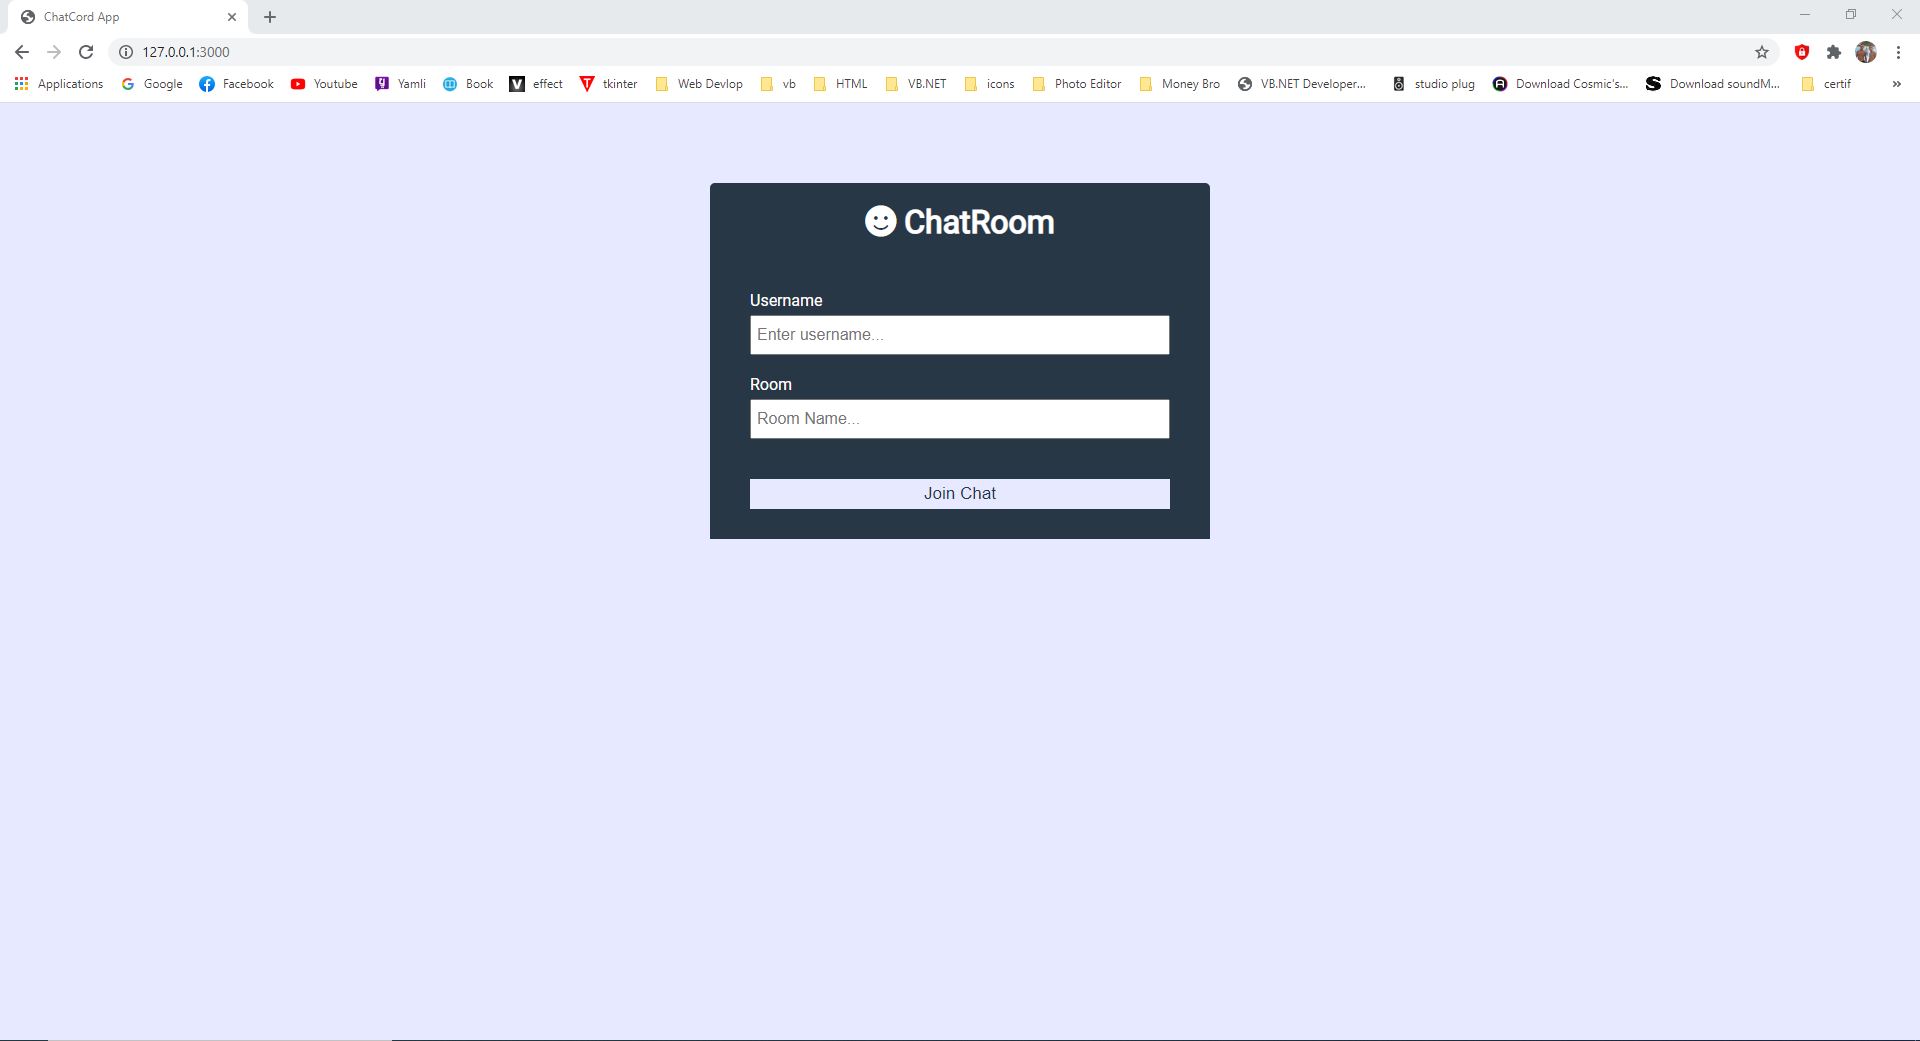 ChatCord App
127.0.0.1:3000
Applications Google Facebook Youtube Yamli Book effect tkinter Web Devlop vb HTML VB.NET icons Photo Editor Money Bro VB.NET Developer... studio plug Download Cosmic's... Download soundM... certif »
ChatRoom
Username
Enter username...
Room
Room Name...
Join Chat